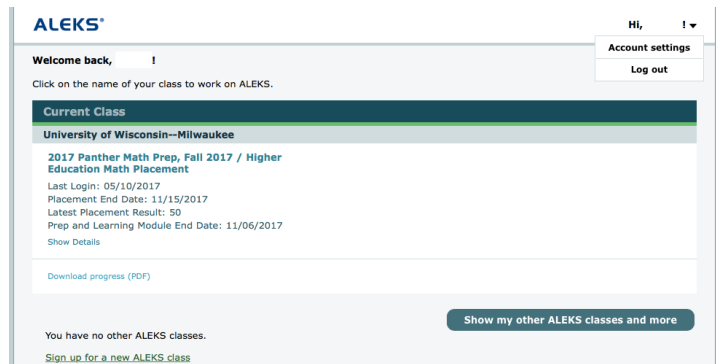 ALEKS®
Hi, !
Account settings
Log out
Welcome back, !
Click on the name of your class to work on ALEKS.
Current Class
University of Wisconsin--Milwaukee
2017 Panther Math Prep, Fall 2017 / Higher
Education Math Placement
Last Login: 05/10/2017
Placement End Date: 11/15/2017
Latest Placement Result: 50
Prep and Learning Module End Date: 11/06/2017
Show Details
Download progress (PDF)
Show my other ALEKS classes and more
You have no other ALEKS classes.
Sign up for a new ALEKS class